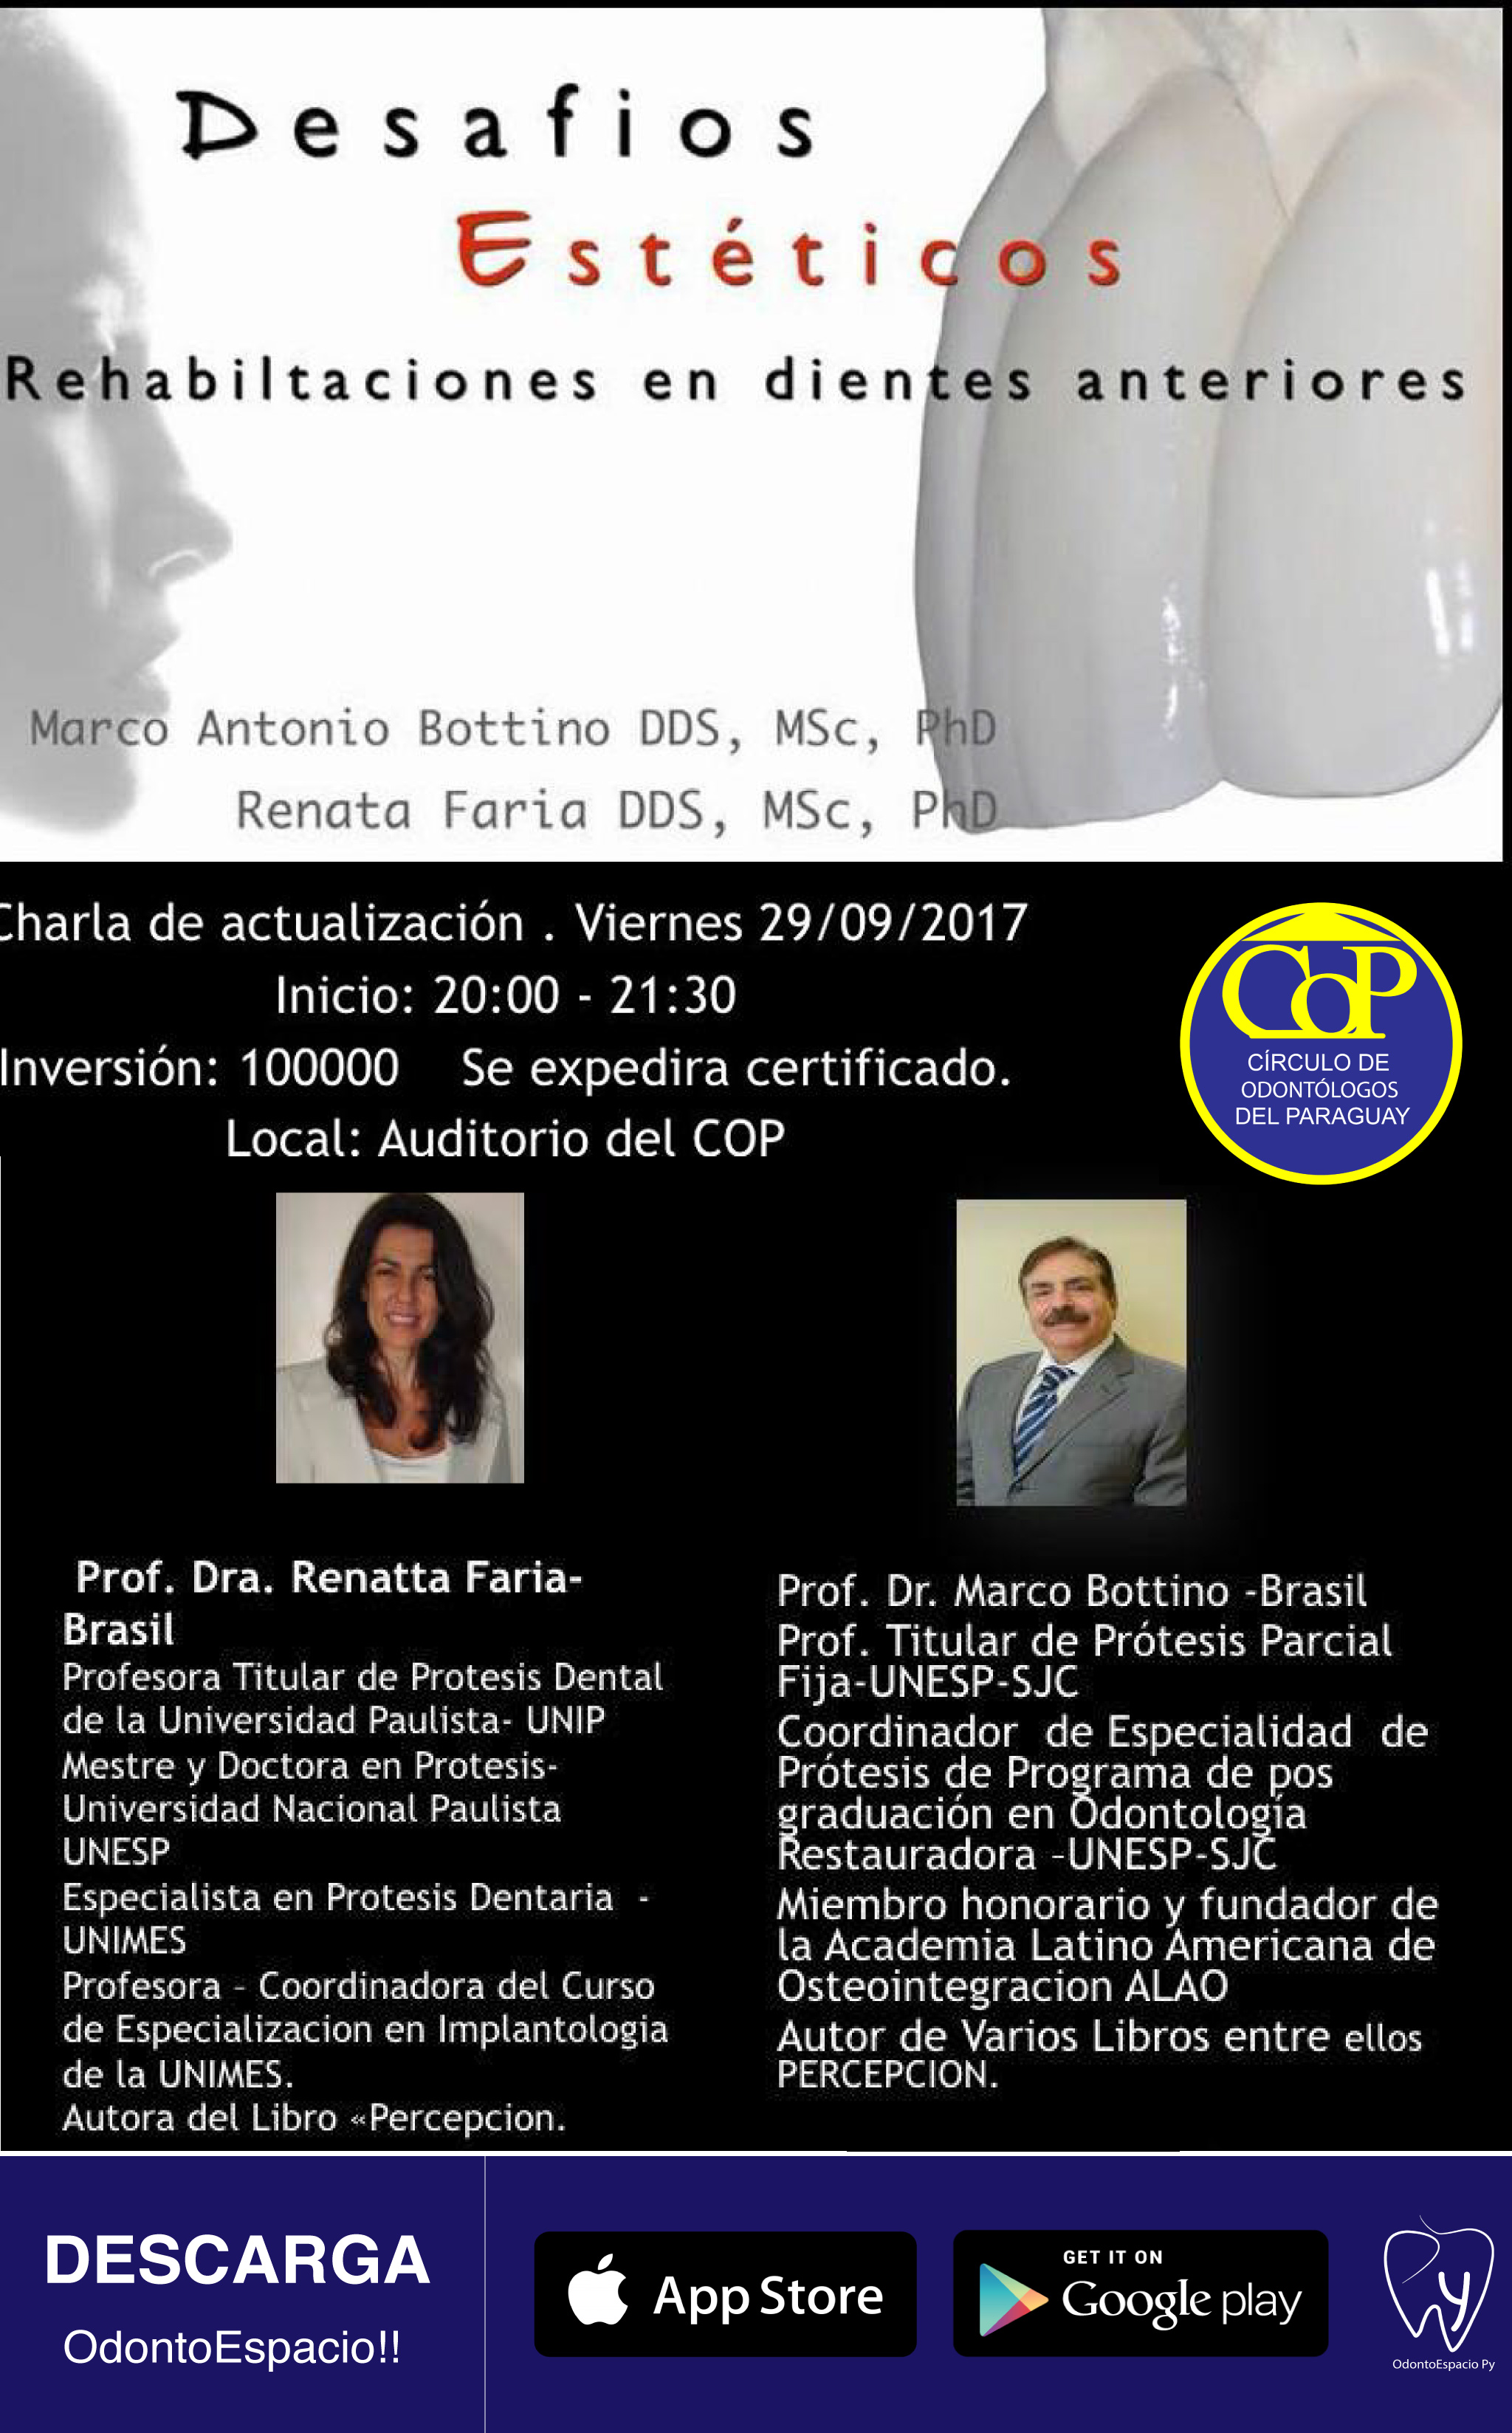 Desafios
Estéticos
Rehabiltaciones en dientes anteriores
Marco Antonio Bottino DDS, MSc, PhD
Renata Faria DDS, MSc, PhD
Charla de actualización . Viernes 29/09/2017
Inicio: 20:00 - 21:30
Inversión: 100000 Se expedira certificado.
Local: Auditorio del COP
COP
CÍRCULO DE
ODONTÓLOGOS
DEL PARAGUAY
Prof. Dra. Renatta Faria-
Brasil
Profesora Titular de Protesis Dental
de la Universidad Paulista- UNIP
Mestre y Doctora en Protesis-
Universidad Nacional Paulista
UNESP
Especialista en Protesis Dentaria -
UNIMES
Profesora – Coordinadora del Curso
de Especializacion en Implantologia
de la UNIMES.
Autora del Libro «Percepcion.
Prof. Dr. Marco Bottino -Brasil
Prof. Titular de Prótesis Parcial
Fija-UNESP-SJC
Coordinador de Especialidad de
Prótesis de Programa de pos
graduación en Odontología
Restauradora –UNESP-SJC
Miembro honorario y fundador de
la Academia Latino Americana de
Osteointegracion ALAO
Autor de Varios Libros entre ellos
PERCEPCION.
DESCARGA
OdontoEspacio!!
App Store
GET IT ON
Google play
Py
OdontoEspacio Py